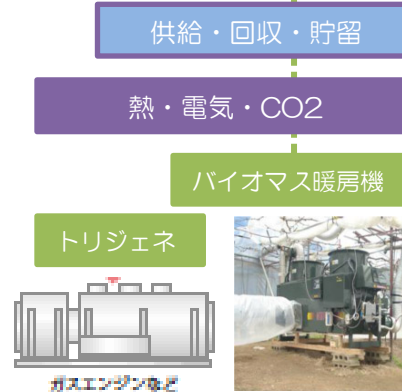 供給・回収・貯留
熱・電気・CO2
バイオマス暖房機
トリジェネ
ガスエンジンなど